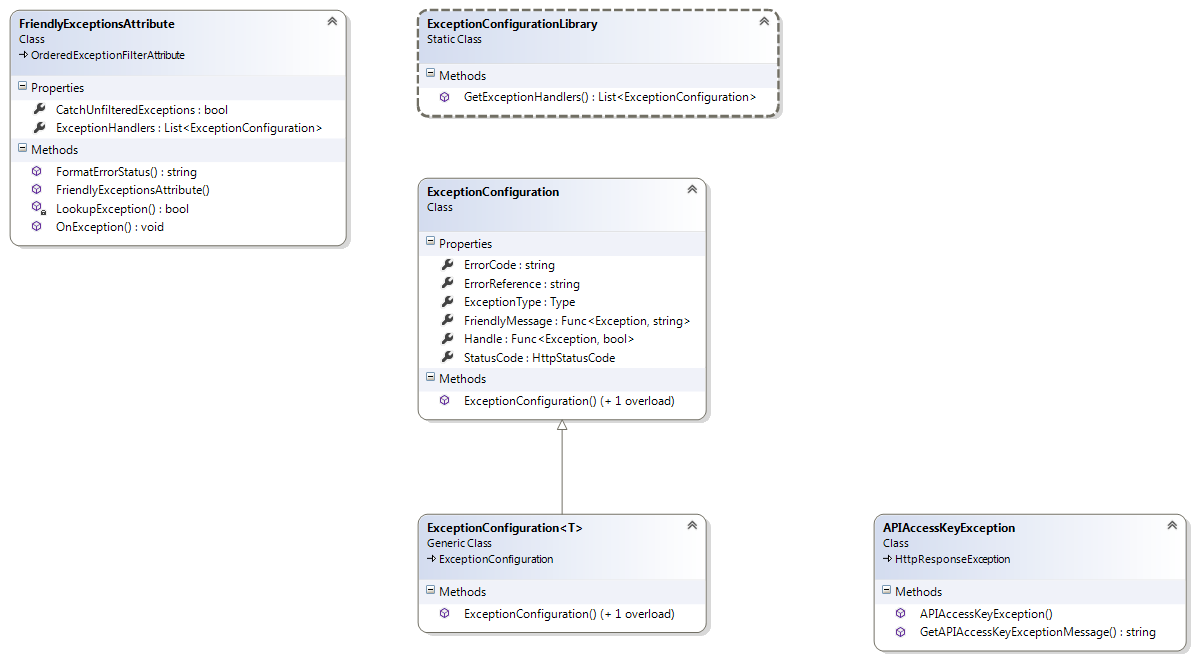 FriendlyExceptionsAttribute
Class
OrderedExceptionFilterAttribute
Properties
CatchUnfilteredExceptions : bool
ExceptionHandlers : List<ExceptionConfiguration>
Methods
FormatErrorStatus() : string
FriendlyExceptionsAttribute()
LookupException() : bool
OnException() : void
ExceptionConfigurationLibrary
Static Class
Methods
GetExceptionHandlers() : List<ExceptionConfiguration>
ExceptionConfiguration
Class
Properties
ErrorCode : string
ErrorReference : string
ExceptionType : Type
FriendlyMessage : Func<Exception, string>
Handle : Func<Exception, bool>
StatusCode : HttpStatusCode
Methods
ExceptionConfiguration() (+ 1 overload)
ExceptionConfiguration<T>
Generic Class
ExceptionConfiguration
Methods
ExceptionConfiguration() (+ 1 overload)
APIAccessKeyException
Class
HttpResponseException
Methods
APIAccessKeyException()
GetAPIAccessKeyExceptionMessage() : string